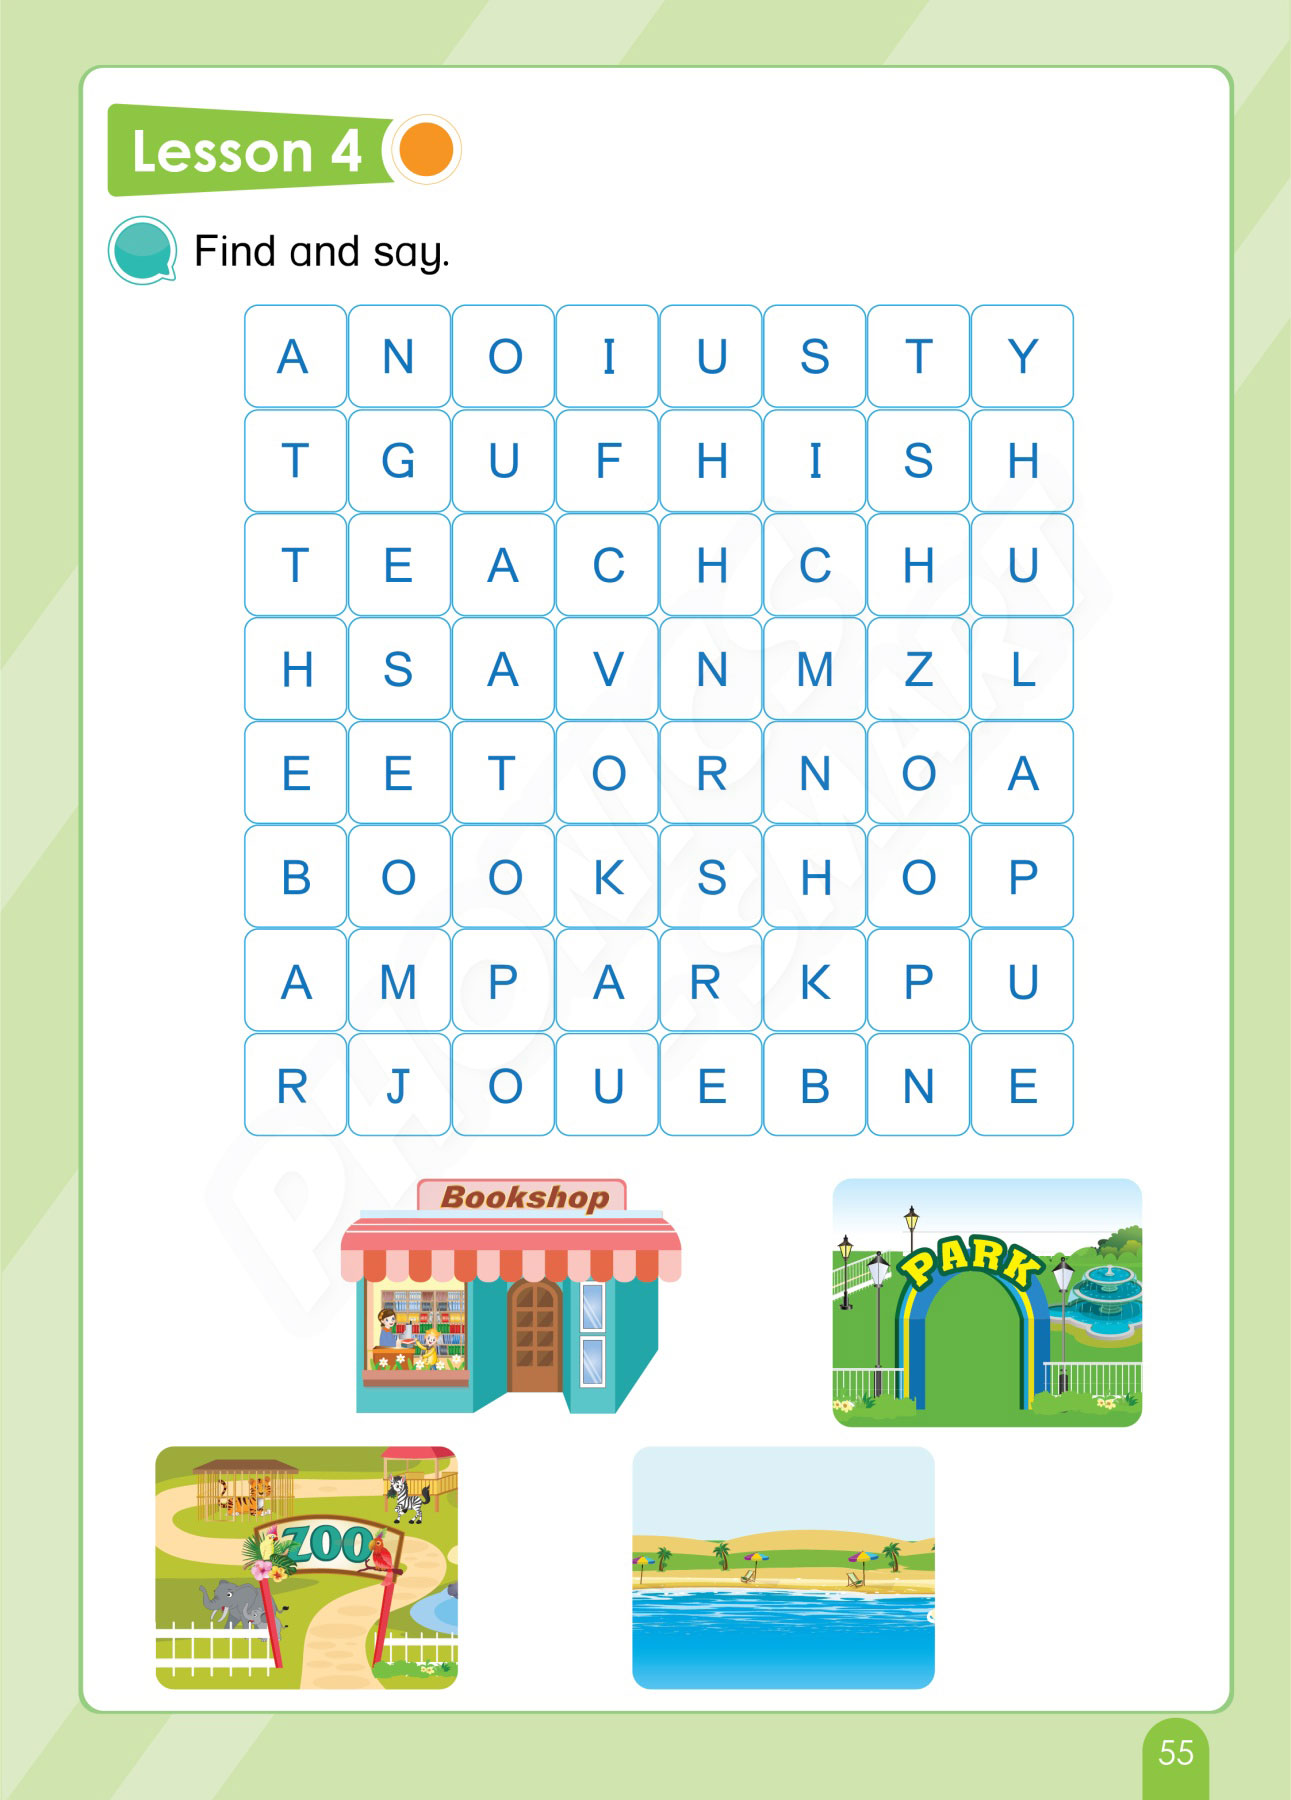 Lesson 4
Find and say.
A N O I U S T Y
T G U F H I S H
T E A C H C H U
H S A V N M Z L
E E T O R N O A
B O O K S H O P
A M P A R K P U
R J O U E B N E
Bookshop
PARK
ZOO
55